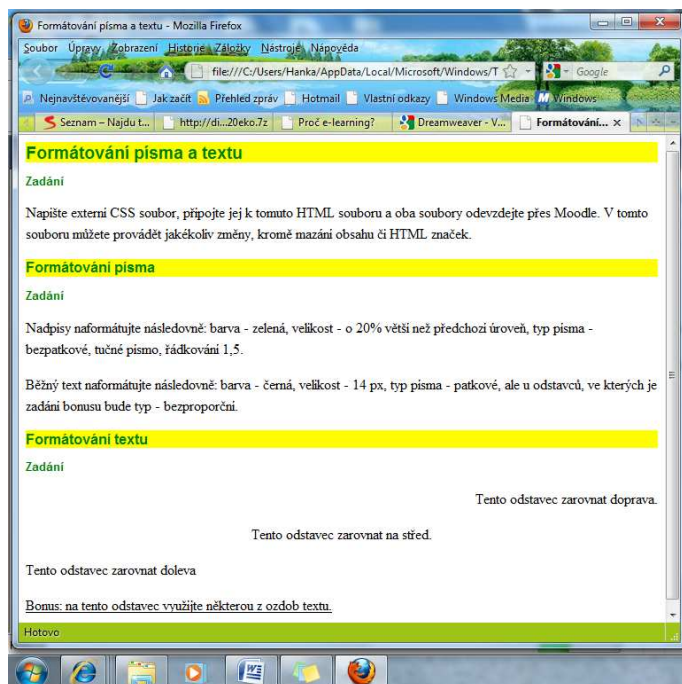 Formátování písma a textu - Mozilla Firefox
Soubor Úpravy Zobrazení Historie Záložky Nástroje Nápověda
file:///C:/Users/Hanka/AppData/Local/Microsoft/Windows/T
Google
Nejnavštěvovanější Jak začít Přehled zpráv Hotmail Vlastní odkazy Windows Media Windows
Seznam – Najdu t... http://di...20eko.7z Proč e-learning? Dreamweaver - V... Formátování... ×
Formátování písma a textu
Zadání
Napište externí CSS soubor, připojte jej k tomuto HTML souboru a oba soubory odevzdejte přes Moodle. V tomto
souboru můžete provádět jakékoliv změny, kromě mazání obsahu či HTML značek.
Formátování písma
Zadání
Nadpisy naformátujte následovně: barva - zelená, velikost - o 20% větší než předchozí úroveň, typ písma -
bezpatkové, tučné písmo, řádkování 1,5.
Běžný text naformátujte následovně: barva - černá, velikost - 14 px, typ písma - patkové, ale u odstavců, ve kterých je
zadání bonusu bude typ - bezproporční.
Formátování textu
Zadání
Tento odstavec zarovnat doprava.
Tento odstavec zarovnat na střed.
Tento odstavec zarovnat doleva
Bonus: na tento odstavec využijte některou z ozdob textu.
Hotovo